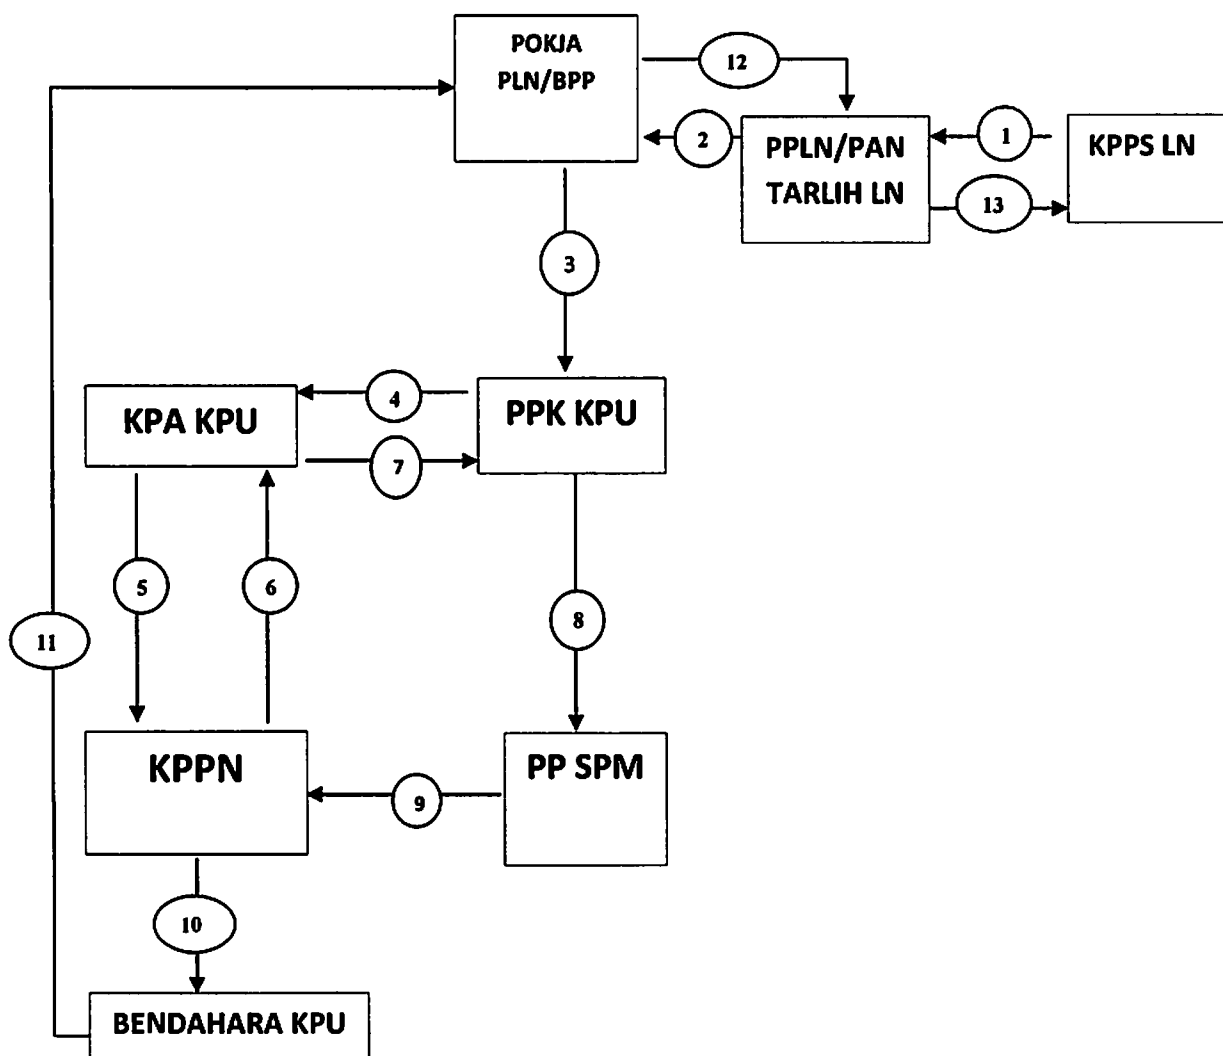 POKJA
PLN/BPP
12
2
PPLN/PAN
TARLIH LN
1
13
KPPS LN
3
KPA KPU
4
7
PPK KPU
5
6
8
11
KPPN
9
PP SPM
10
BENDAHARA KPU